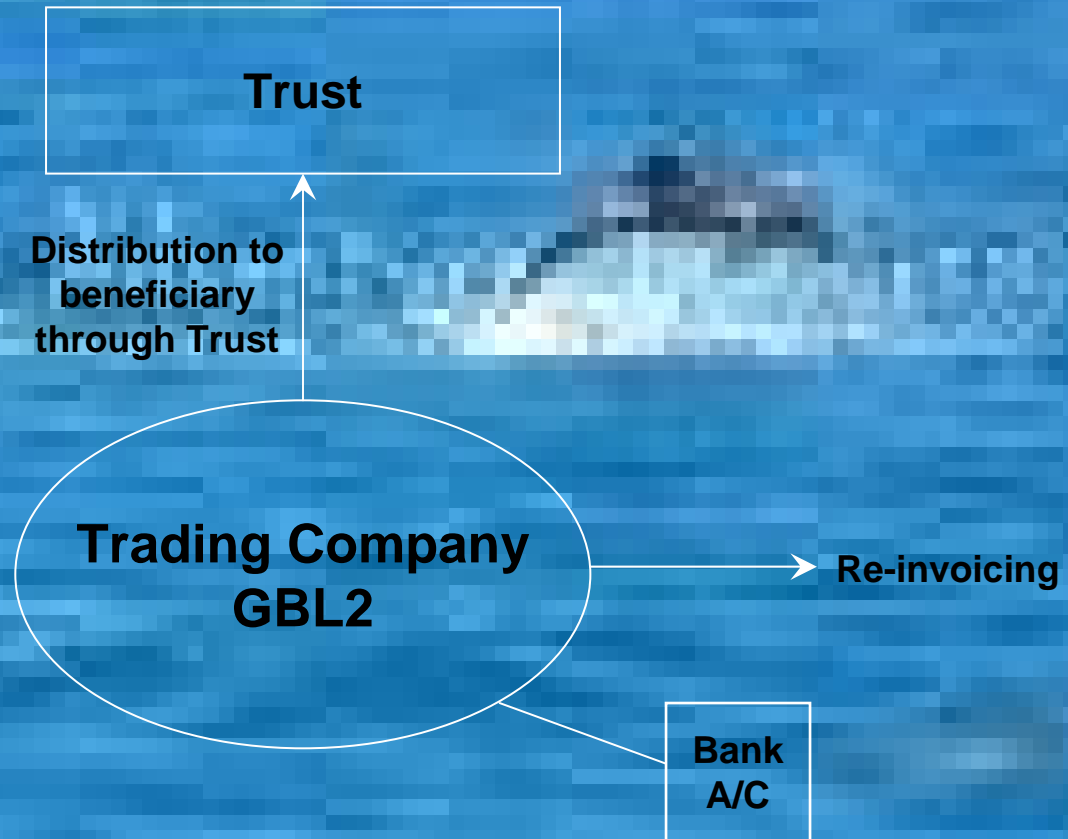 Trust
Distribution to
beneficiary
through Trust
Trading Company
GBL2
Re-invoicing
Bank
A/C